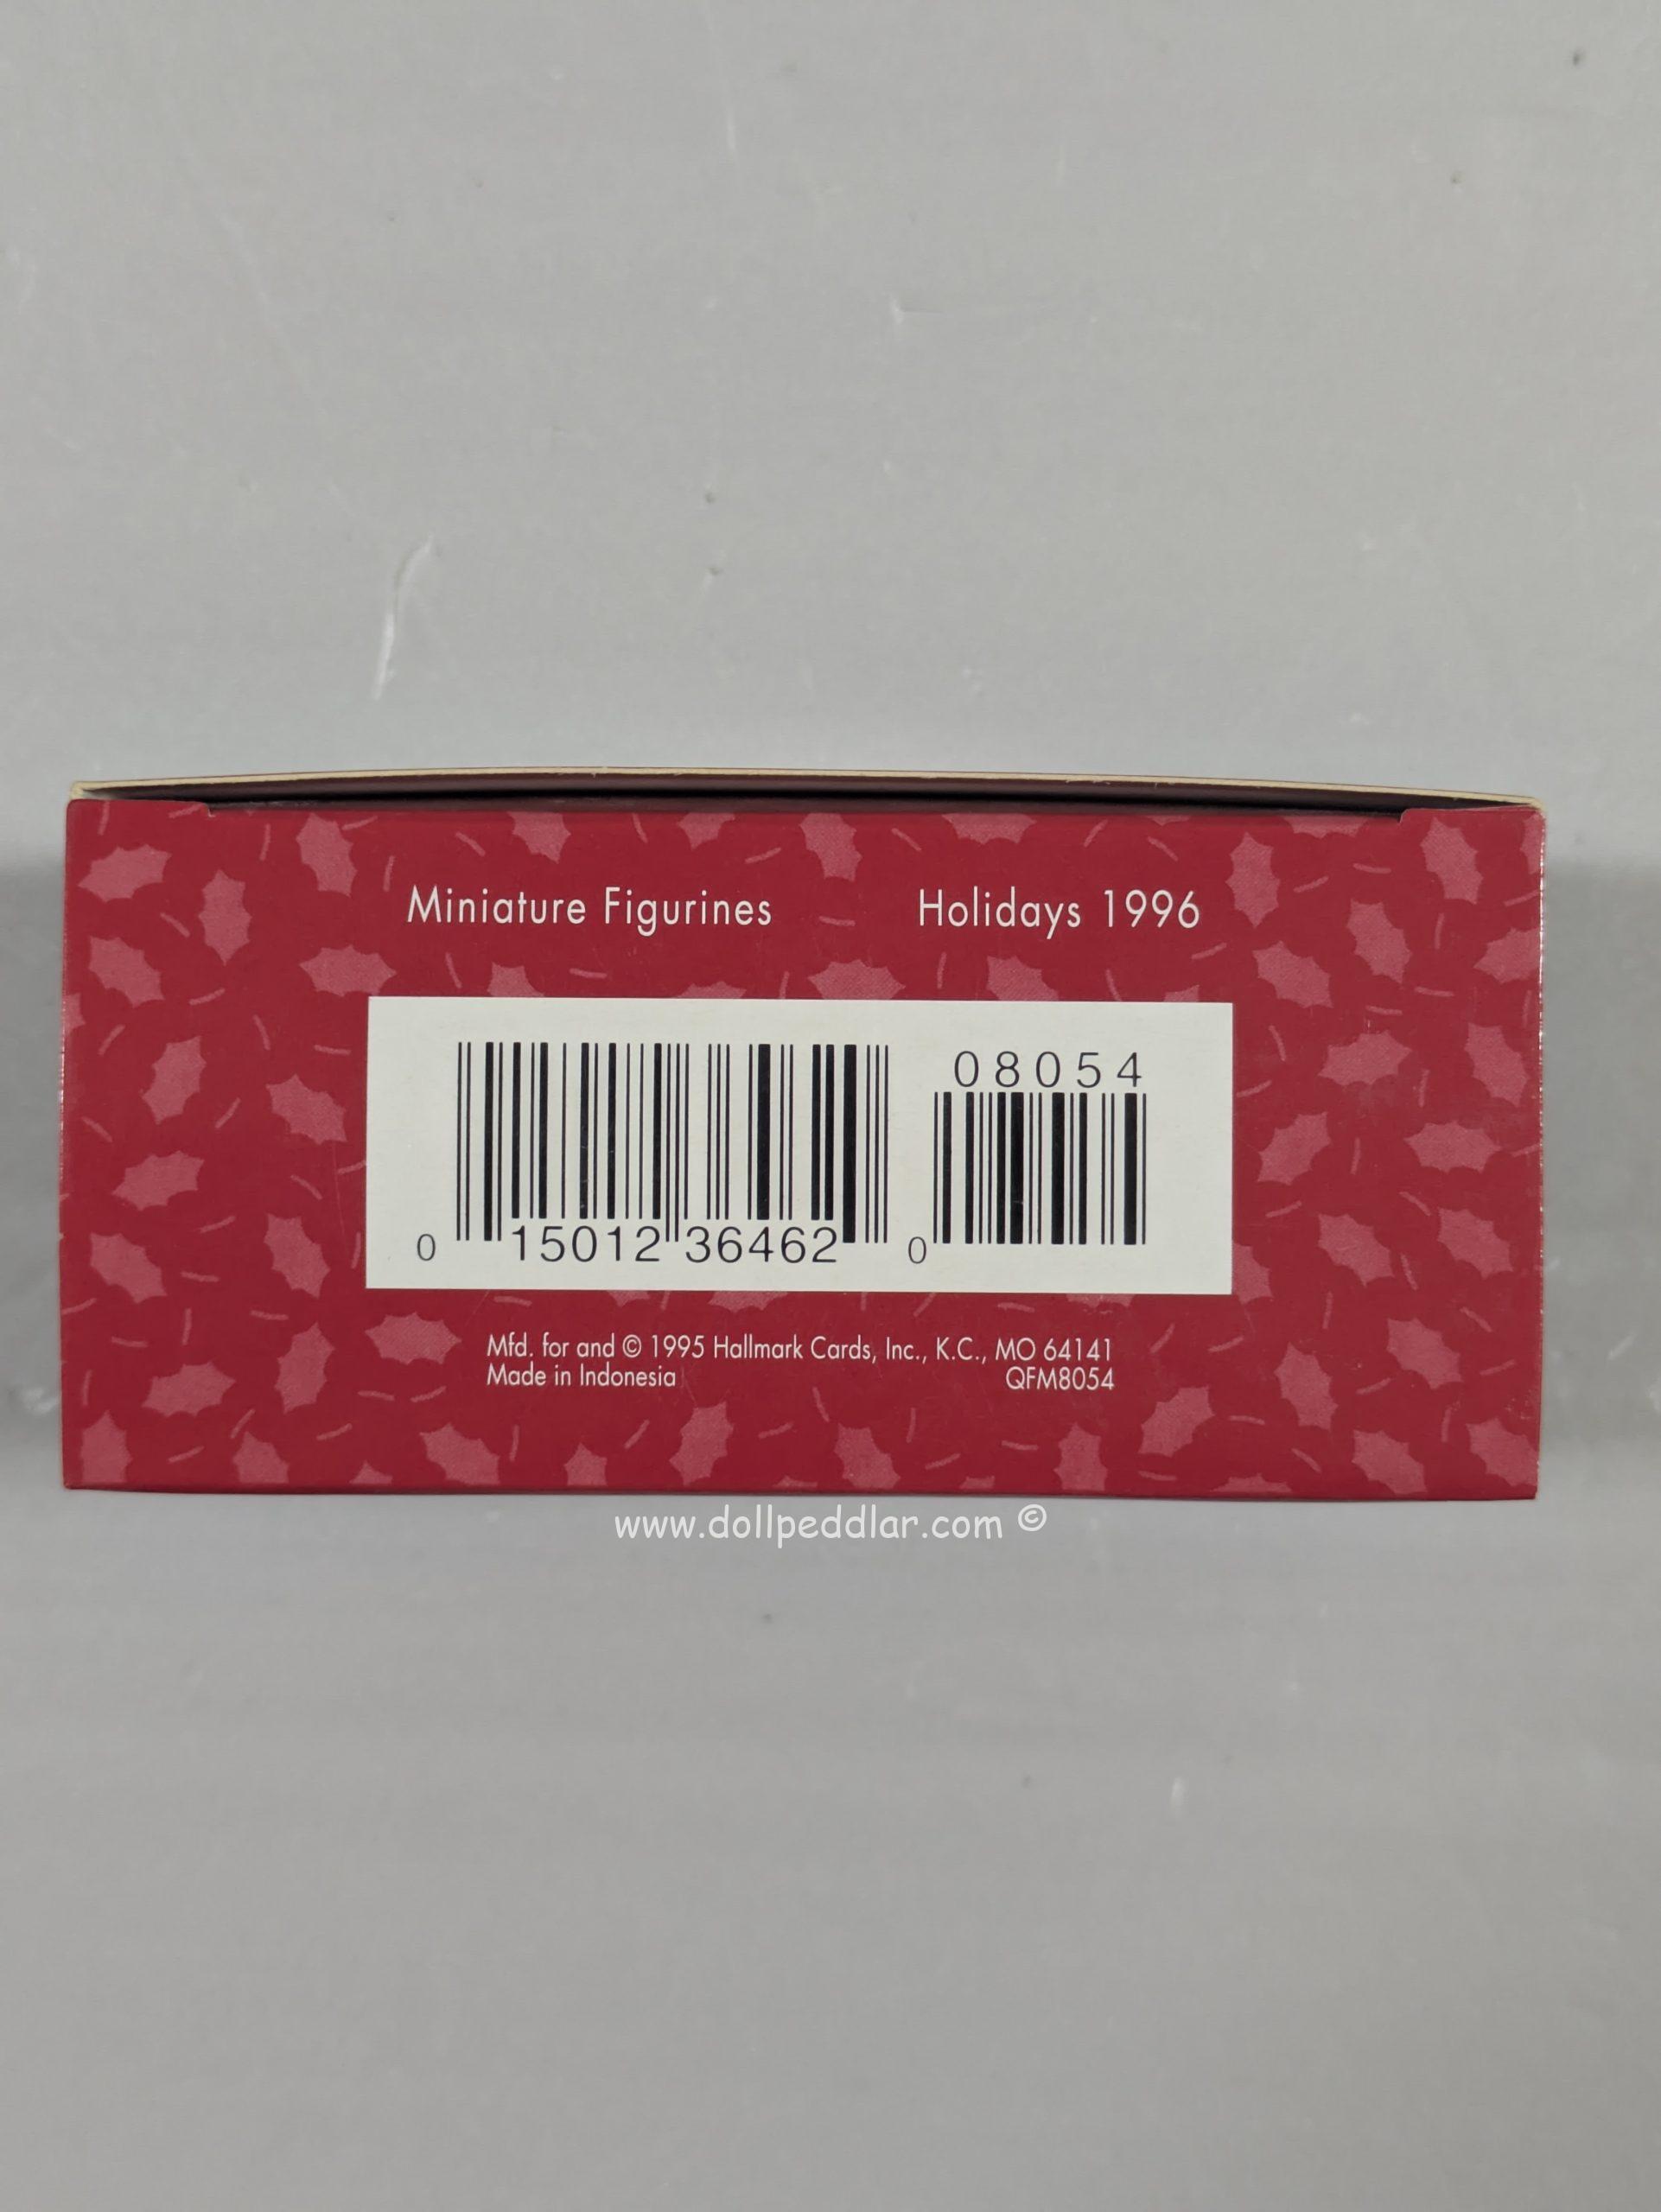 Miniature Figurines Holidays 1996
08054
0 15012 36462 0
Mfd. for and © 1995 Hallmark Cards, Inc., K.C., MO 64141
Made in Indonesia QFM8054
www.dollpeddlar.com ©